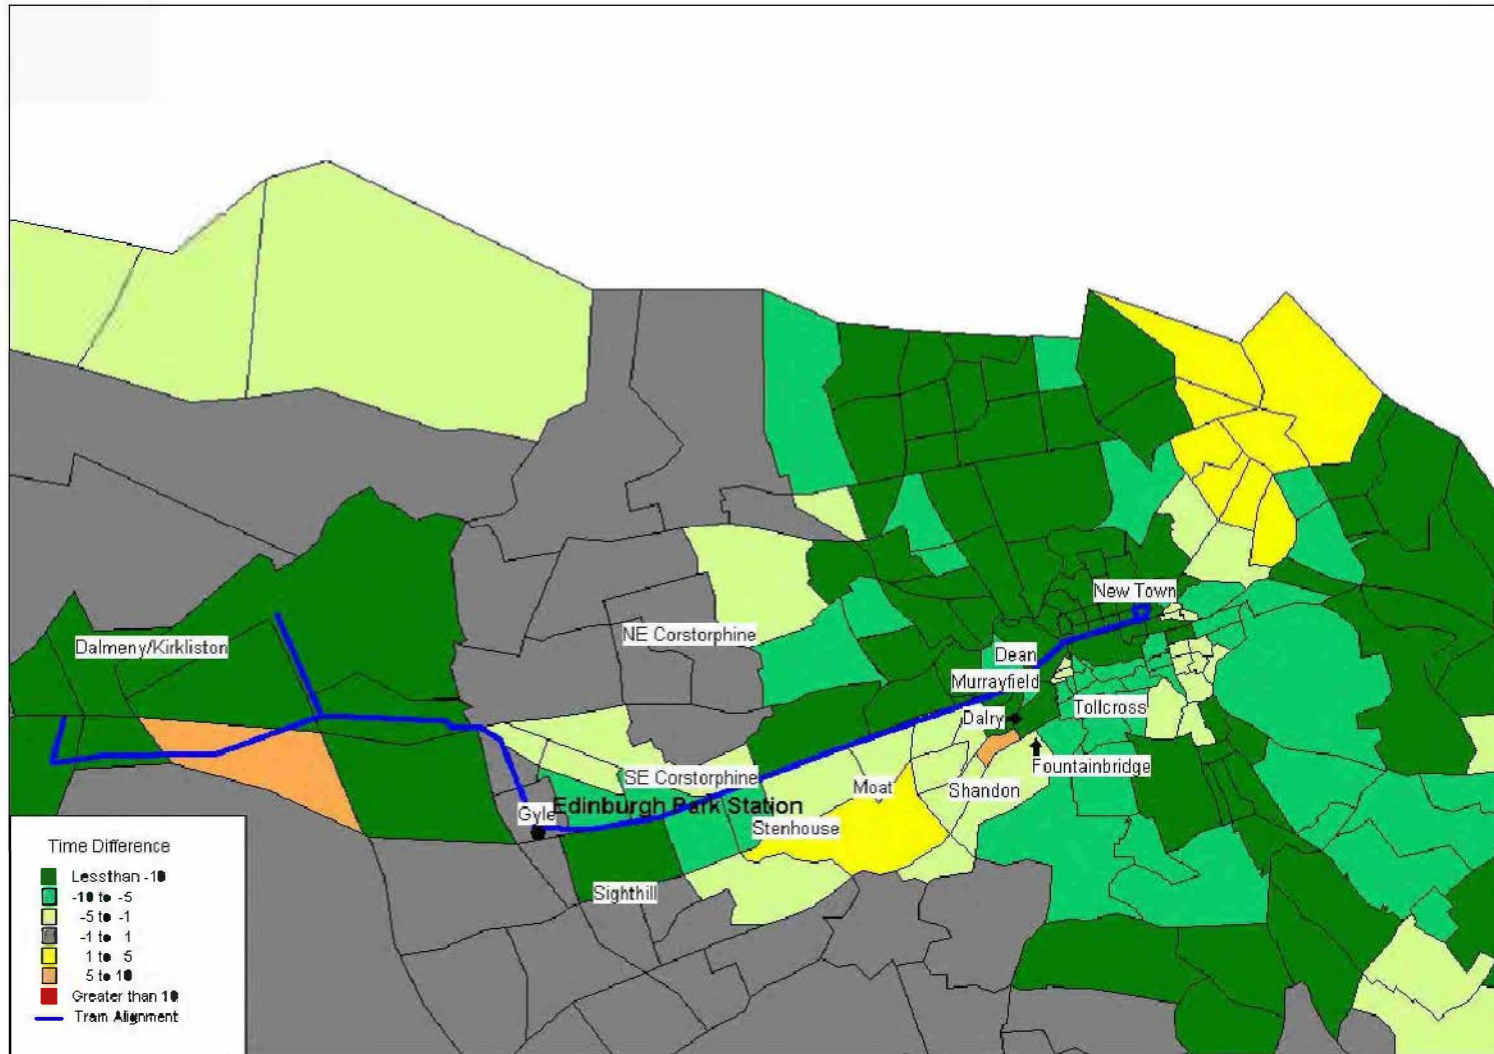 New Town
NE Corstorphine
Dalmeny/Kirkliston
Dean
Murrayfield
Tollcross
Dalry
Fountainbridge
SE Corstorphine
Moat
Shandon
Edinburgh Park Station
Gyle
Stenhouse
Sighthill
Time Difference
Less than -10
-10 to -5
-5 to -1
-1 to 1
1 to 5
5 to 10
Greater than 10
Tram Alignment